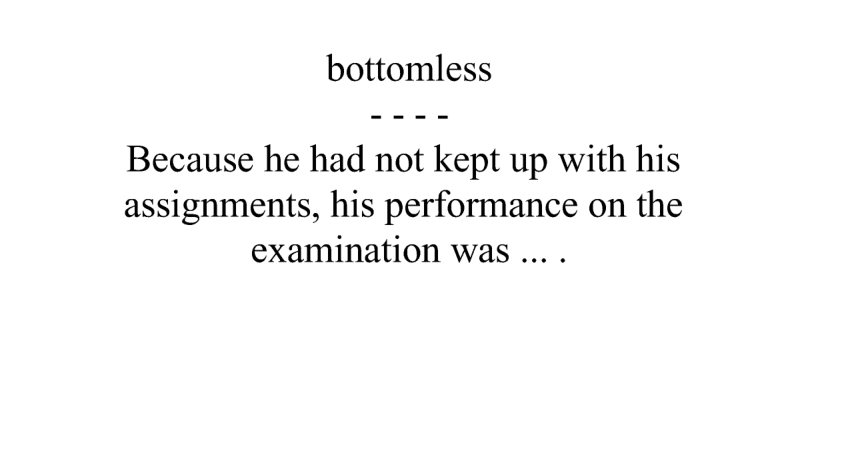 bottomless
- - - -
Because he had not kept up with his
assignments, his performance on the
examination was ... .